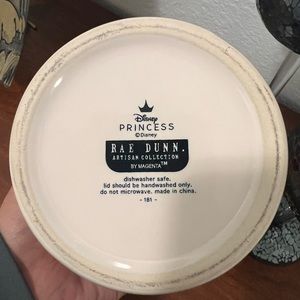 Disney
PRINCESS
©Disney
RAE DUNN.
ARTISAN COLLECTION
BY MAGENTA™
dishwasher safe.
lid should be handwashed only.
do not microwave. made in china.
- 181 -